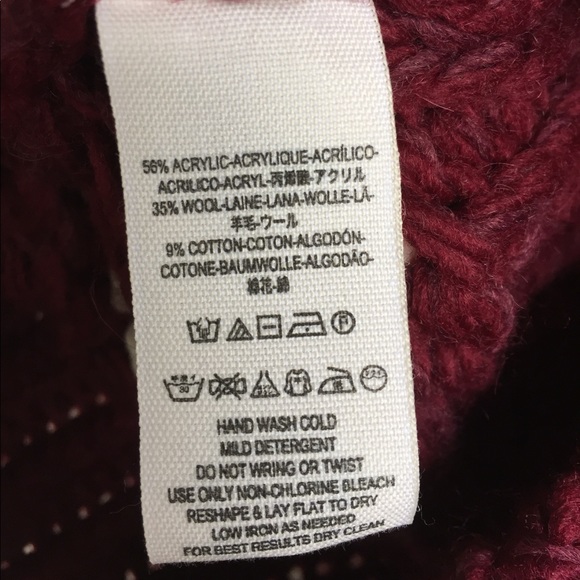 56% ACRYLIC-ACRYLIQUE-ACRÍLICO-
ACRILICO-ACRYL-丙烯酸-アクリル
35% WOOL-LAINE-LANA-WOLLE-LÃ-
羊毛-ウール
9% COTTON-COTON-ALGODÓN-
COTONE-BAUMWOLLE-ALGODÃO-
棉花-綿
P
HAND WASH COLD
MILD DETERGENT
DO NOT WRING OR TWIST
USE ONLY NON-CHLORINE BLEACH
RESHAPE & LAY FLAT TO DRY
LOW IRON AS NEEDED
FOR BEST RESULTS DRY CLEAN